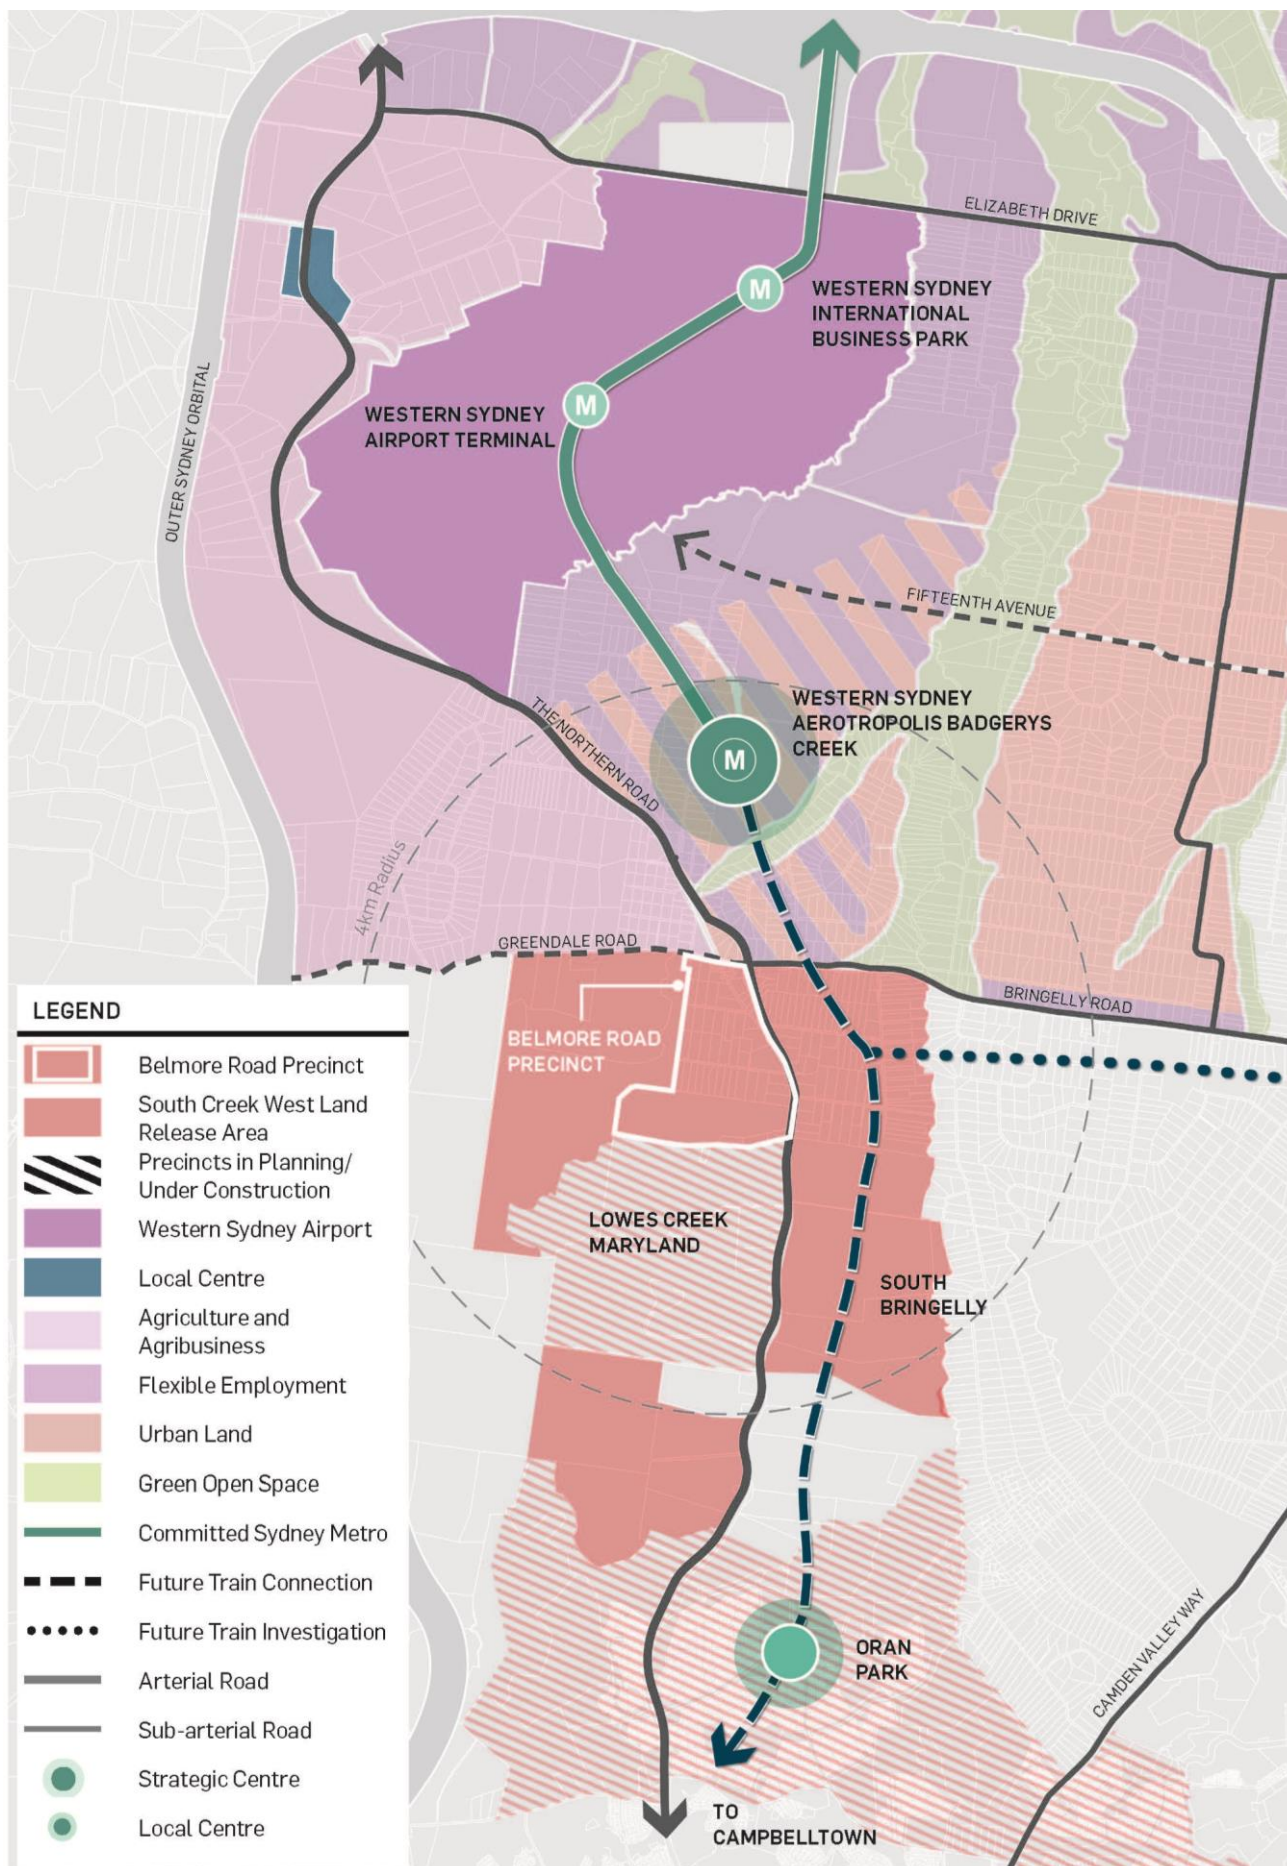 ELIZABETH DRIVE
M
WESTERN SYDNEY
INTERNATIONAL
BUSINESS PARK
OUTER SYDNEY ORBITAL
M
WESTERN SYDNEY
AIRPORT TERMINAL
FIFTEENTH AVENUE
WESTERN SYDNEY
AEROTROPOLIS BADGERYS
CREEK
M
THE NORTHERN ROAD
4km Radius
GREENDALE ROAD
BRINGELLY ROAD
BELMORE ROAD
PRECINCT
LOWES CREEK
MARYLAND
SOUTH
BRINGELLY
ORAN
PARK
CAMDEN VALLEY WAY
TO
CAMPBELLTOWN
LEGEND
Belmore Road Precinct
South Creek West Land
Release Area
Precincts in Planning/
Under Construction
Western Sydney Airport
Local Centre
Agriculture and
Agribusiness
Flexible Employment
Urban Land
Green Open Space
Committed Sydney Metro
Future Train Connection
Future Train Investigation
Arterial Road
Sub-arterial Road
Strategic Centre
Local Centre